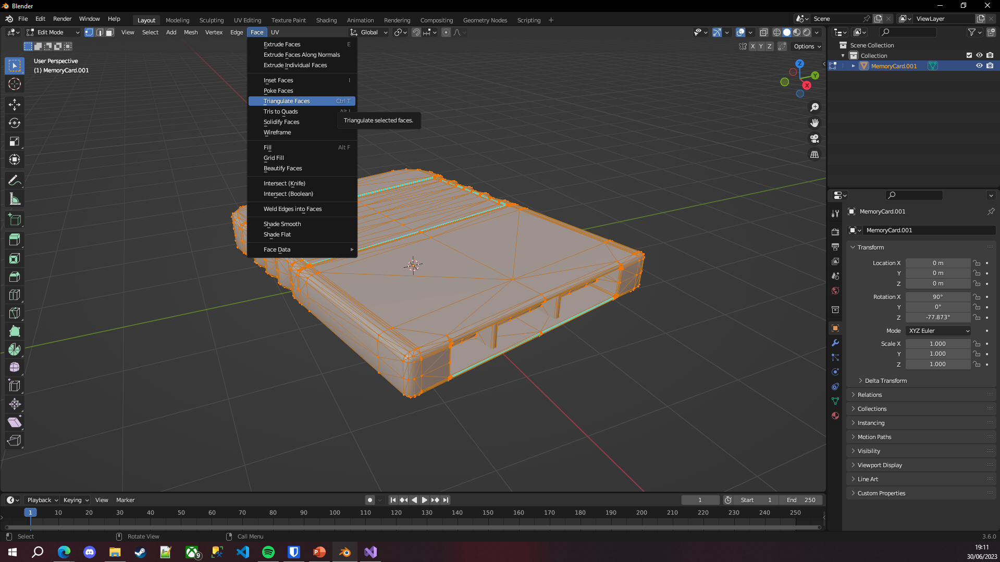 Blender
File Edit Render Window Help Layout Modeling Sculpting UV Editing Texture Paint Shading Animation Rendering Compositing Geometry Nodes Scripting + Scene ViewLayer
Edit Mode View Select Add Mesh Vertex Edge Face UV Global
X Y Z Options
User Perspective
(1) MemoryCard.001
Extrude Faces E
Extrude Faces Along Normals
Extrude Individual Faces
Inset Faces I
Poke Faces
Triangulate Faces Ctrl T
Tris to Quads
Solidify Faces
Wireframe
Triangulate selected faces.
Fill Alt F
Grid Fill
Beautify Faces
Intersect (Knife)
Intersect (Boolean)
Weld Edges into Faces
Shade Smooth
Shade Flat
Face Data
Z
Y
X
Scene Collection
Collection
MemoryCard.001
MemoryCard.001
MemoryCard.001
Transform
Location X 0 m
Y 0 m
Z 0 m
Rotation X 90°
Y 0°
Z -77.873°
Mode XYZ Euler
Scale X 1.000
Y 1.000
Z 1.000
Delta Transform
Relations
Collections
Instancing
Motion Paths
Visibility
Viewport Display
Line Art
Custom Properties
Playback Keying View Marker 1 Start 1 End 250
1 10 20 30 40 50 60 70 80 90 100 110 120 130 140 150 160 170 180 190 200 210 220 230 240 250
Select Rotate View Call Menu 3.6.0
9
19:11
30/06/2023